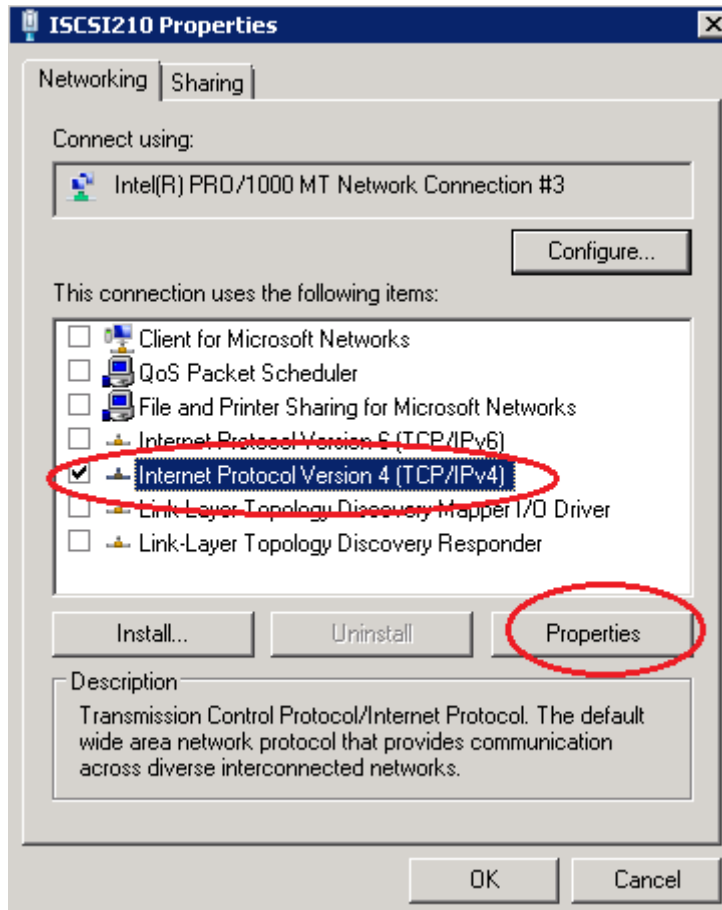 ISCSI210 Properties
Networking
Sharing
Connect using:
Intel(R) PRO/1000 MT Network Connection #3
Configure...
This connection uses the following items:
Client for Microsoft Networks
QoS Packet Scheduler
File and Printer Sharing for Microsoft Networks
Internet Protocol Version 6 (TCP/IPv6)
Internet Protocol Version 4 (TCP/IPv4)
Link-Layer Topology Discovery Mapper I/O Driver
Link-Layer Topology Discovery Responder
Install...
Uninstall
Properties
Description
Transmission Control Protocol/Internet Protocol. The default
wide area network protocol that provides communication
across diverse interconnected networks.
OK
Cancel